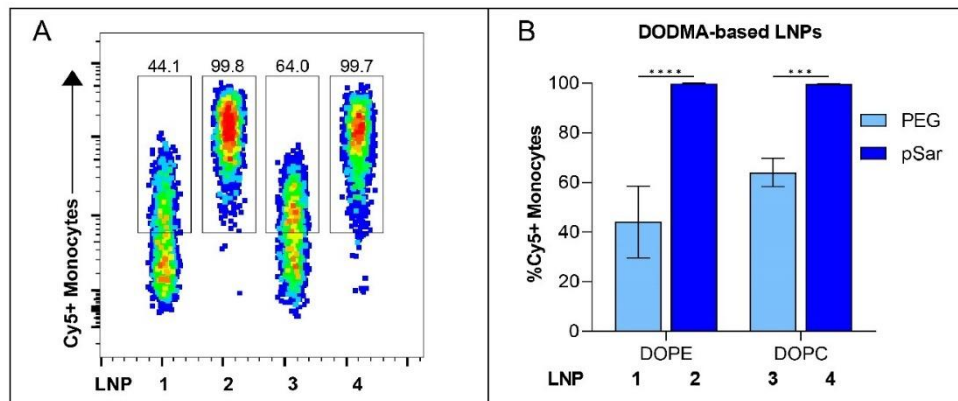 A
44.1 99.8 64.0 99.7
Cy5+ Monocytes
LNP 1 2 3 4
B
DODMA-based LNPs
**** ***
PEG
pSar
%Cy5+ Monocytes
100
80
60
40
20
0
DOPE DOPC
LNP 1 2 3 4